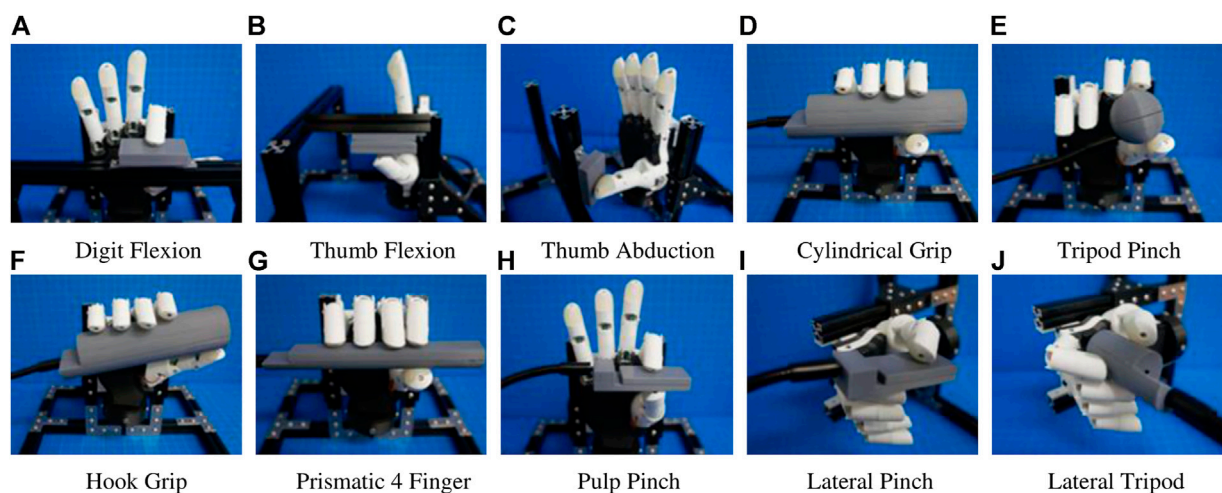 A B C D E
Digit Flexion Thumb Flexion Thumb Abduction Cylindrical Grip Tripod Pinch
F G H I J
Hook Grip Prismatic 4 Finger Pulp Pinch Lateral Pinch Lateral Tripod